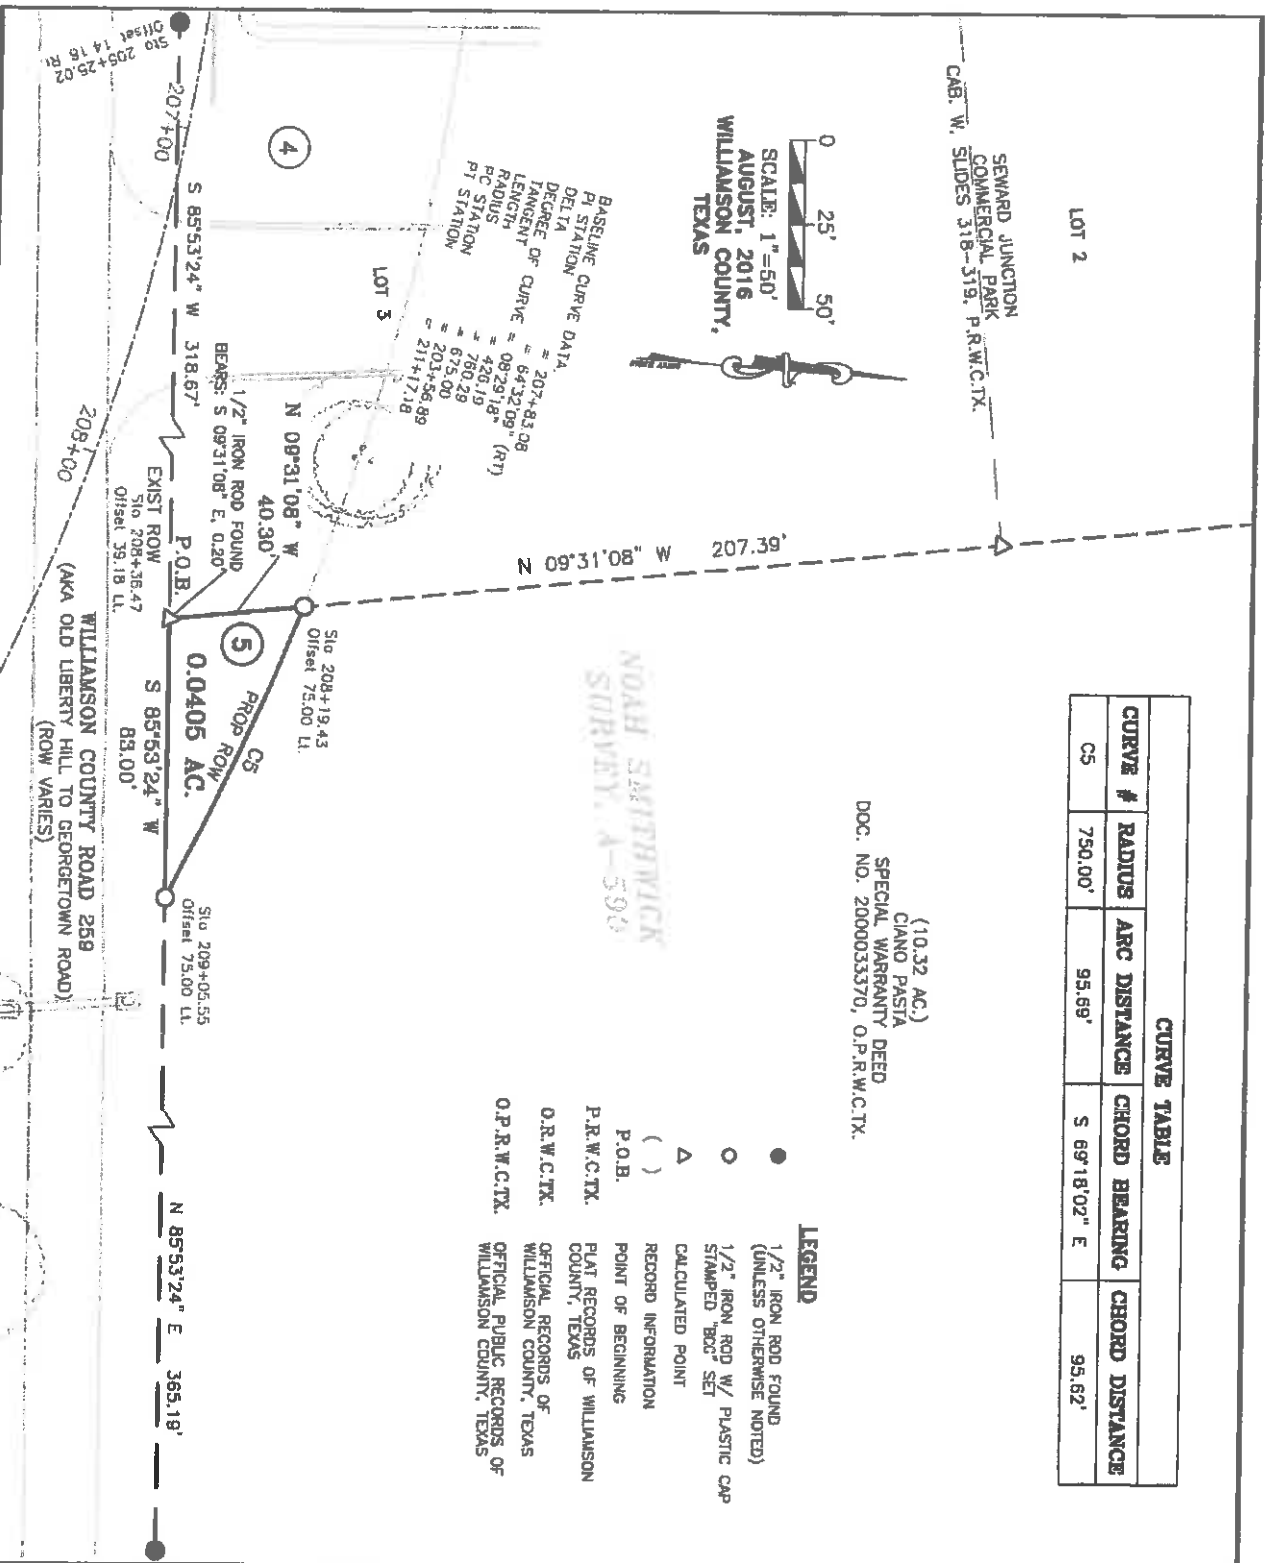 CURVE TABLE
CURVE # RADIUS ARC DISTANCE CHORD BEARING CHORD DISTANCE
C5 750.00' 95.69' S 69°18'02" E 95.62'
LOT 2
SEWARD JUNCTION
COMMERCIAL PARK
CAB. W, SLIDES 318-319, P.R.W.C.TX.
0 25' 50'
SCALE: 1"=50'
AUGUST, 2016
WILLIAMSON COUNTY,
TEXAS
(10.32 AC.)
CIANO PASTA
SPECIAL WARRANTY DEED
DOC. NO. 2000033370, O.P.R.W.C.TX.
LEGEND
1/2" IRON ROD FOUND
(UNLESS OTHERWISE NOTED)
1/2" IRON ROD W/ PLASTIC CAP
STAMPED "BCG" SET
CALCULATED POINT
( ) RECORD INFORMATION
P.O.B. POINT OF BEGINNING
P.R.W.C.TX. PLAT RECORDS OF WILLIAMSON
COUNTY, TEXAS
O.R.W.C.TX. OFFICIAL RECORDS OF
WILLIAMSON COUNTY, TEXAS
O.P.R.W.C.TX. OFFICIAL PUBLIC RECORDS OF
WILLIAMSON COUNTY, TEXAS
NOAH SMITHWICK
SURVEY, A-590
BASELINE CURVE DATA
PI STATION = 207+83.08
DELTA = 64°32'09" (RT)
DEGREE OF CURVE = 08°29'18"
TANGENT = 426.19
LENGTH = 760.29
RADIUS = 675.00
PC STATION = 203+56.89
PT STATION = 211+17.18
N 09°31'08" W 207.39'
LOT 3
N 09°31'08" W
40.30'
1/2" IRON ROD FOUND
BEARS: S 09°31'08" E, 0.20'
Sta 208+19.43
Offset 75.00 Lt.
4
5
C5
PROP ROW
0.0405 AC.
S 85°53'24" W 318.67'
P.O.B.
EXIST ROW
Sta 208+36.47
Offset 39.18 Lt.
S 85°53'24" W
83.00'
Sta 209+05.55
Offset 75.00 Lt.
N 85°53'24" E 365.19'
207+00
Sta 205+25.02
Offset 14.18 Rt.
208+00
WILLIAMSON COUNTY ROAD 259
(AKA OLD LIBERTY HILL TO GEORGETOWN ROAD)
(ROW VARIES)